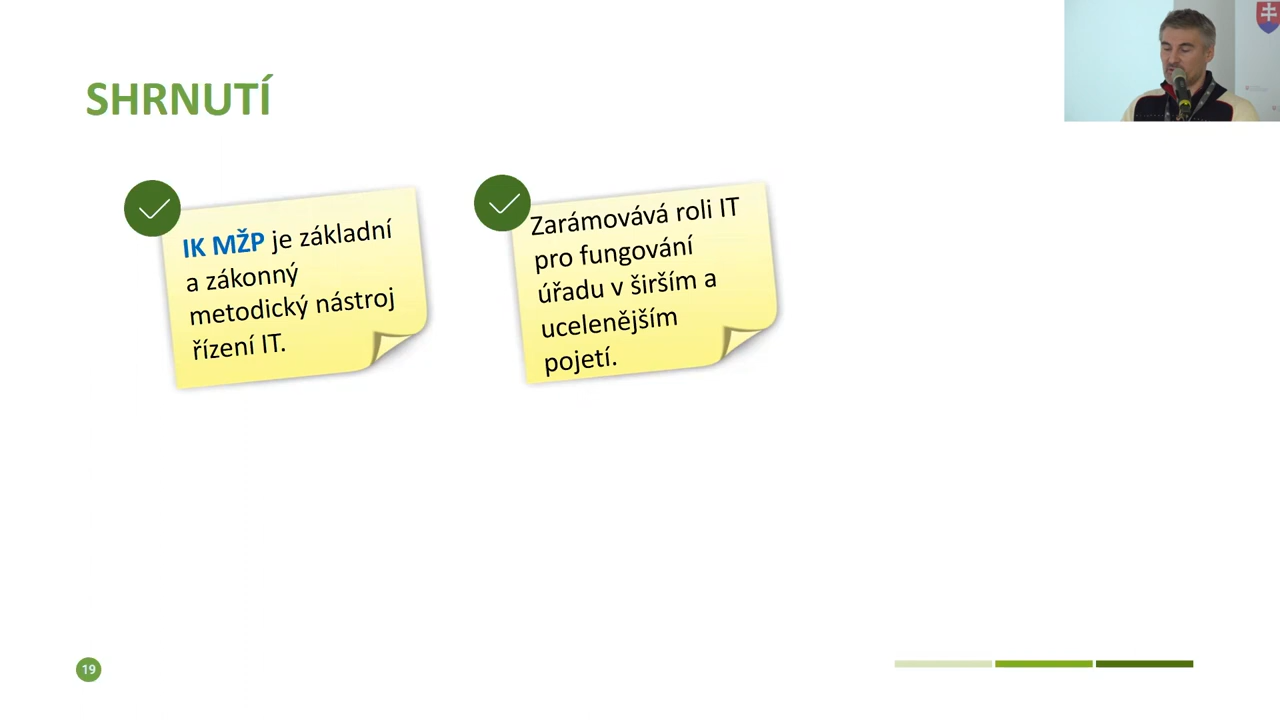 SHRNUTÍ
IK MŽP je základní
a zákonný
metodický nástroj
řízení IT.
Zarámovává roli IT
pro fungování
úřadu v širším a
ucelenějším
pojetí.
19